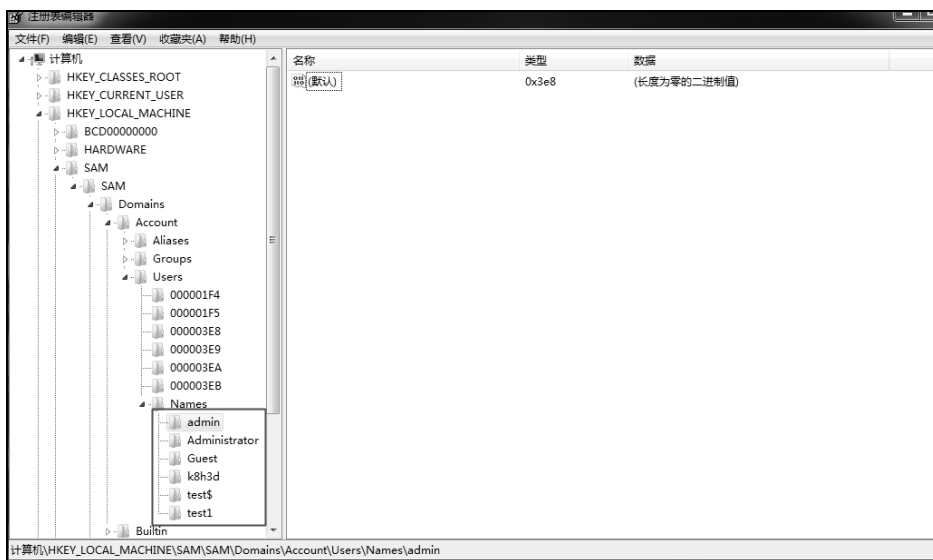 注册表编辑器
文件(F) 编辑(E) 查看(V) 收藏夹(A) 帮助(H)
计算机
HKEY_CLASSES_ROOT
HKEY_CURRENT_USER
HKEY_LOCAL_MACHINE
BCD00000000
HARDWARE
SAM
SAM
Domains
Account
Aliases
Groups
Users
000001F4
000001F5
000003E8
000003E9
000003EA
000003EB
Names
admin
Administrator
Guest
k8h3d
test$
test1
Builtin
名称 类型 数据
(默认) 0x3e8 (长度为零的二进制值)
计算机\HKEY_LOCAL_MACHINE\SAM\SAM\Domains\Account\Users\Names\admin